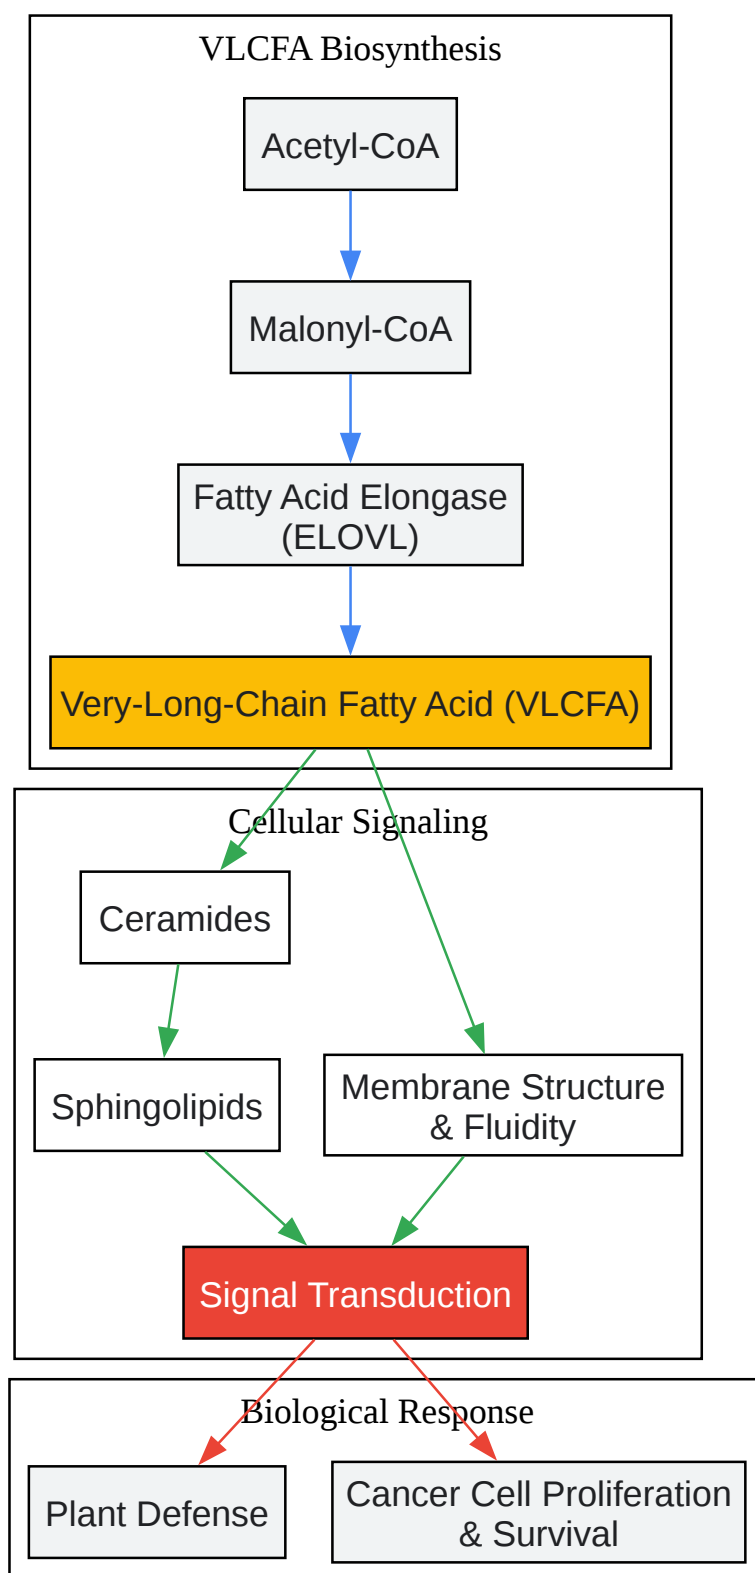 VLCFA Biosynthesis
Acetyl-CoA
Malonyl-CoA
Fatty Acid Elongase
(ELOVL)
Very-Long-Chain Fatty Acid (VLCFA)
Cellular Signaling
Ceramides
Sphingolipids
Membrane Structure
& Fluidity
Signal Transduction
Biological Response
Plant Defense
Cancer Cell Proliferation
& Survival